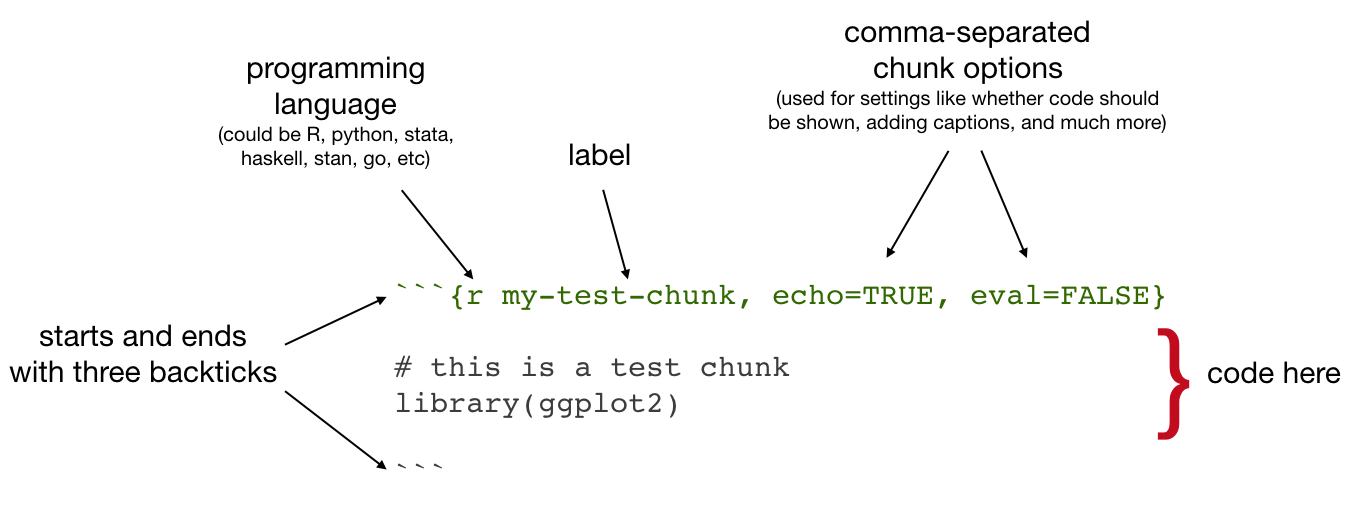 comma-separated
chunk options
(used for settings like whether code should
be shown, adding captions, and much more)
programming
language
(could be R, python, stata,
haskell, stan, go, etc)
label
```{r my-test-chunk, echo=TRUE, eval=FALSE}
starts and ends
with three backticks
# this is a test chunk
library(ggplot2)
} code here
```